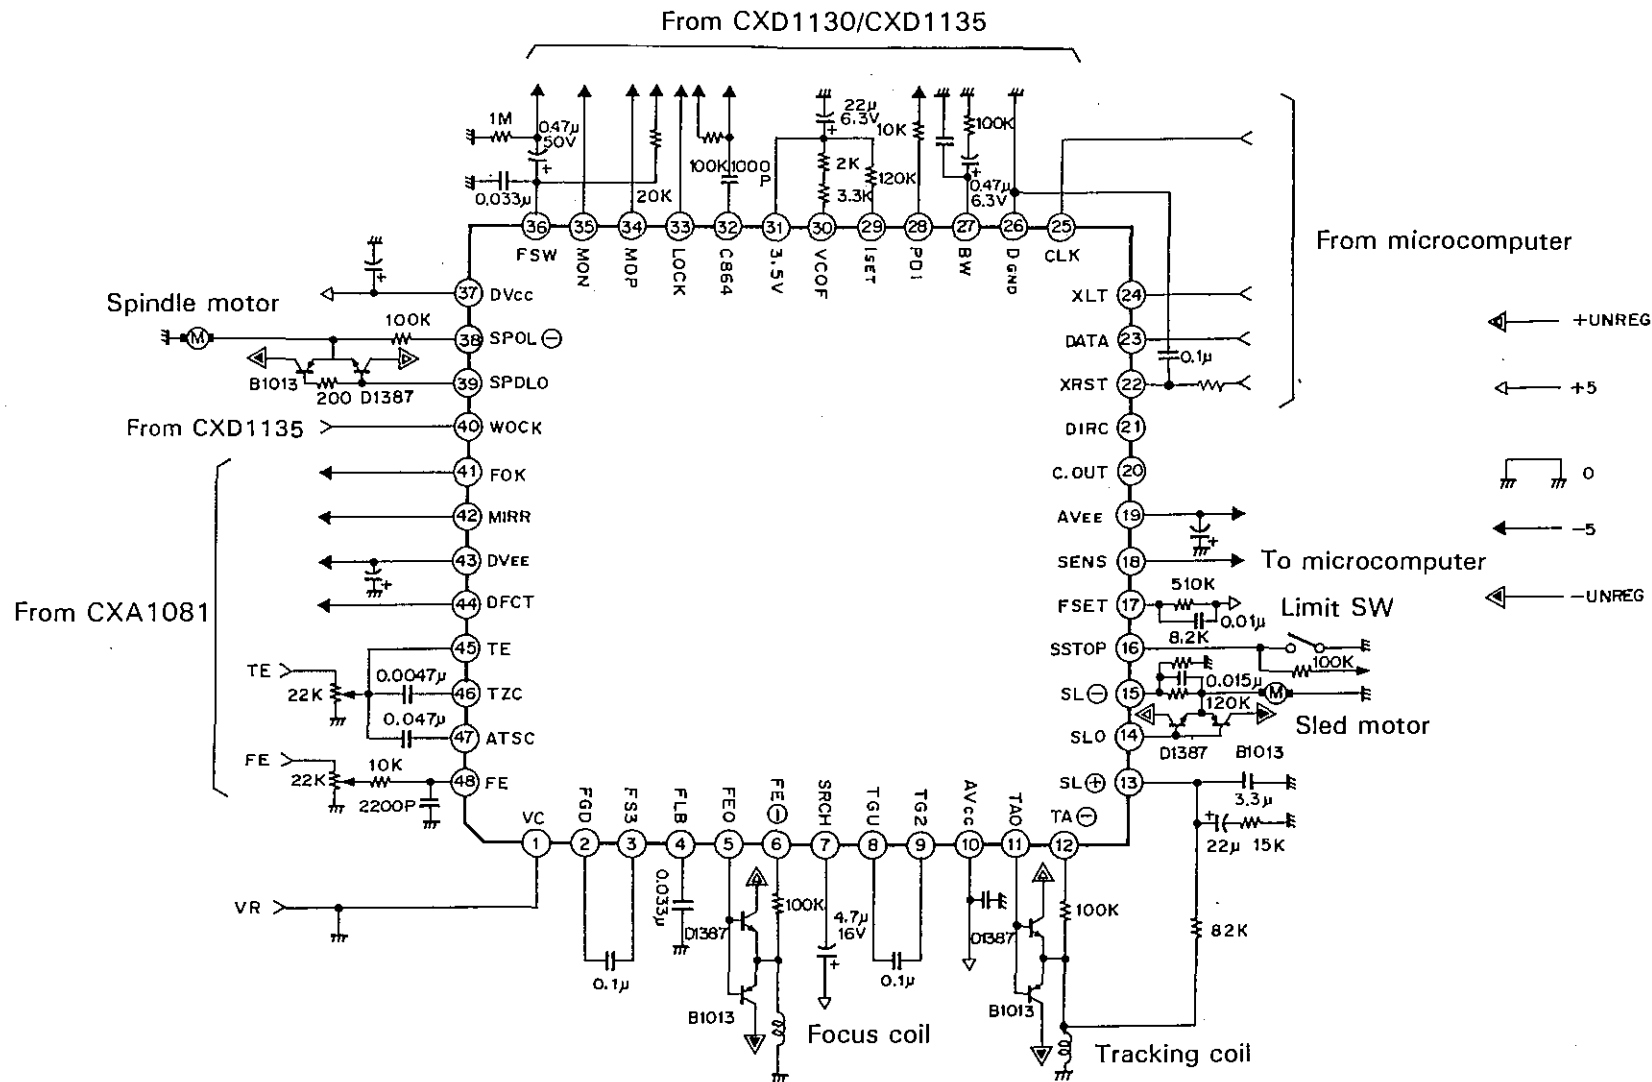 From CXD1130/CXD1135
1M
0.47μ
50V
0.033μ
20K
100K
1000
P
22μ
6.3V
2K
3.3K
120K
10K
100K
0.47μ
6.3V
36 35 34 33 32 31 30 29 28 27 26 25
FSW MON MDP LOCK C864 3.5V VCOF ISET PDI BW DGND CLK
From microcomputer
37 DVcc
Spindle motor
M
100K
38 SPOL ⊖
B1013
200
D1387
39 SPDLO
From CXD1135
40 WOCK
41 FOK
42 MIRR
43 DVEE
44 DFCT
From CXA1081
45 TE
TE
22K
0.0047μ
46 TZC
0.047μ
47 ATSC
FE
22K
10K
2200P
48 FE
XLT 24
DATA 23
0.1μ
XRST 22
DIRC 21
C.OUT 20
AVEE 19
SENS 18
To microcomputer
FSET 17
510K
0.01μ
Limit SW
8.2K
SSTOP 16
100K
0.015μ
SL⊖ 15
M
120K
Sled motor
SLO 14
D1387
B1013
SL⊕ 13
3.3μ
22μ
15K
82K
+UNREG
+5
0
-5
-UNREG
VC FGD FS3 FLB FEO FE⊖ SRCH TGU TG2 AVcc TAO TA⊖
1 2 3 4 5 6 7 8 9 10 11 12
VR
0.1μ
0.033μ
D1387
B1013
100K
4.7μ
16V
0.1μ
D1387
B1013
100K
Focus coil
Tracking coil